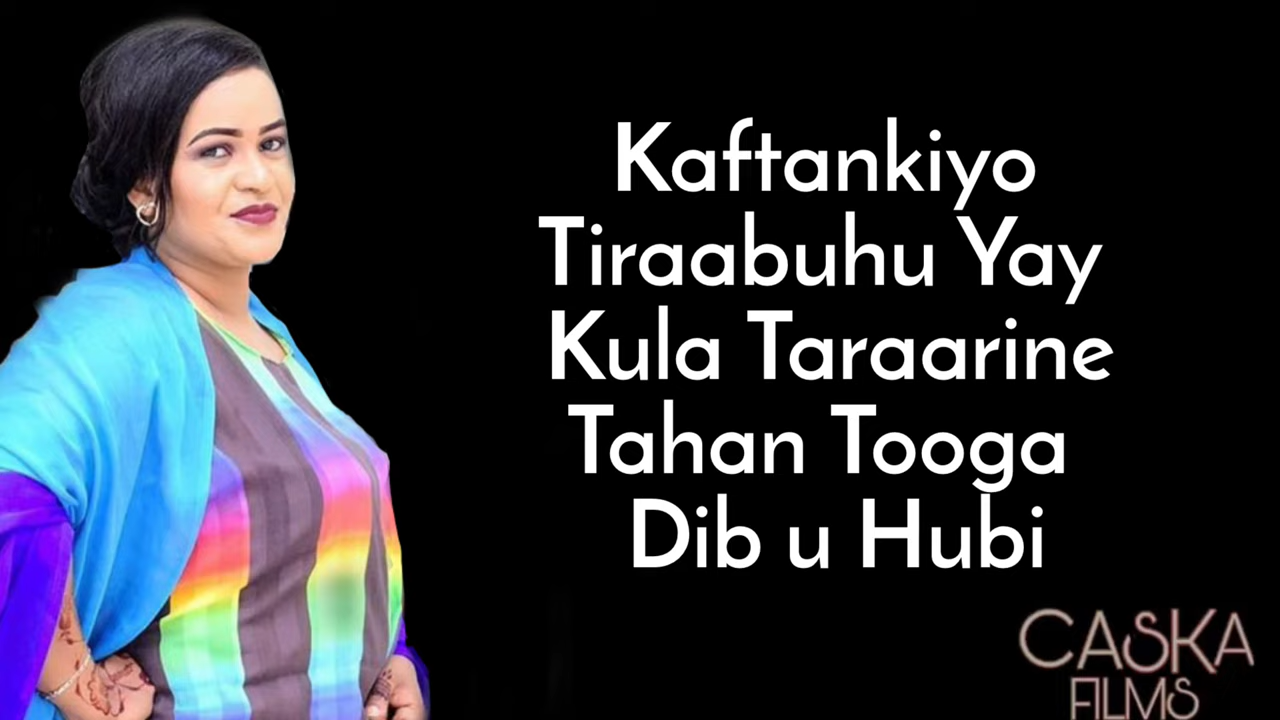 Kaftankiyo
Tiraabuhu Yay
Kula Taraarine
Tahan Tooga
Dib u Hubi
CASKA
FILMS